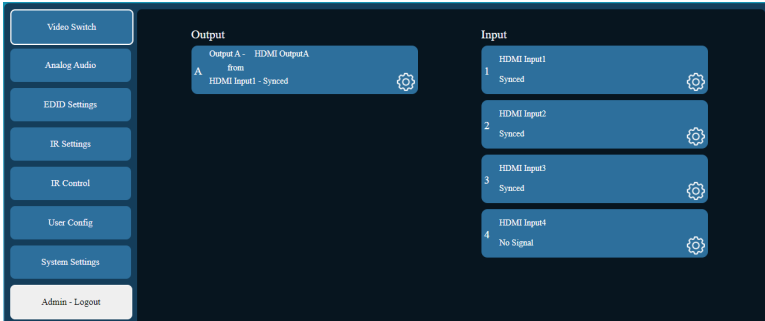 Video Switch
Analog Audio
EDID Settings
IR Settings
IR Control
User Config
System Settings
Admin - Logout
Output
A
Output A - HDMI OutputA
from
HDMI Input1 - Synced
Input
1
HDMI Input1
Synced
2
HDMI Input2
Synced
3
HDMI Input3
Synced
4
HDMI Input4
No Signal